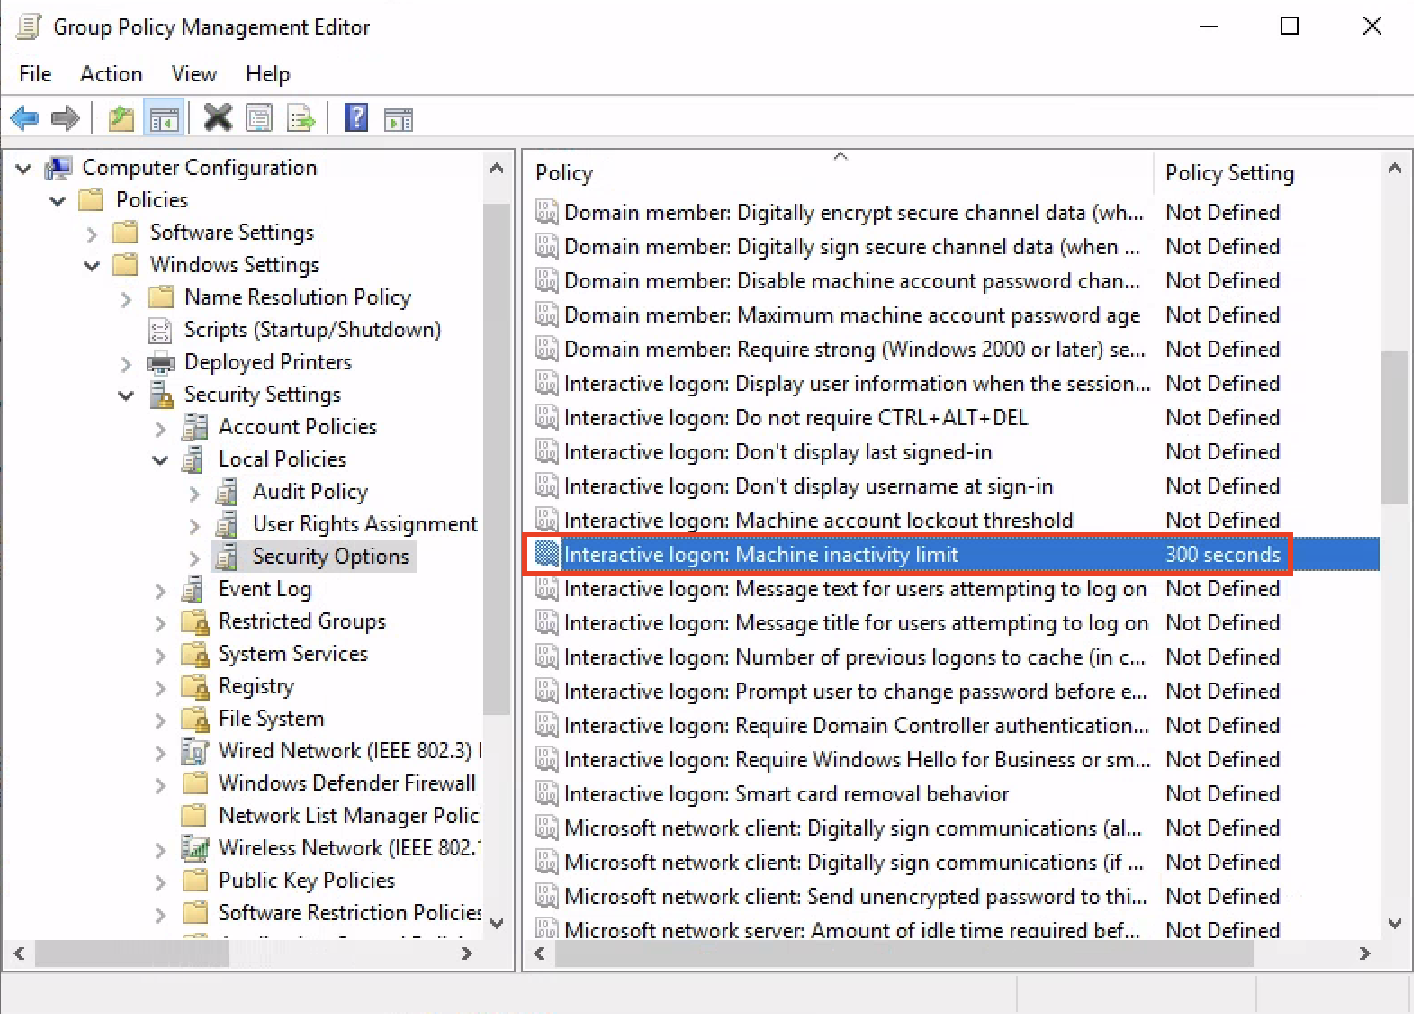 Group Policy Management Editor
File Action View Help
Computer Configuration
Policies
Software Settings
Windows Settings
Name Resolution Policy
Scripts (Startup/Shutdown)
Deployed Printers
Security Settings
Account Policies
Local Policies
Audit Policy
User Rights Assignment
Security Options
Event Log
Restricted Groups
System Services
Registry
File System
Wired Network (IEEE 802.3)
Windows Defender Firewall
Network List Manager Polic
Wireless Network (IEEE 802.1
Public Key Policies
Software Restriction Policies
Policy Policy Setting
Domain member: Digitally encrypt secure channel data (wh... Not Defined
Domain member: Digitally sign secure channel data (when ... Not Defined
Domain member: Disable machine account password chan... Not Defined
Domain member: Maximum machine account password age Not Defined
Domain member: Require strong (Windows 2000 or later) se... Not Defined
Interactive logon: Display user information when the session... Not Defined
Interactive logon: Do not require CTRL+ALT+DEL Not Defined
Interactive logon: Don't display last signed-in Not Defined
Interactive logon: Don't display username at sign-in Not Defined
Interactive logon: Machine account lockout threshold Not Defined
Interactive logon: Machine inactivity limit 300 seconds
Interactive logon: Message text for users attempting to log on Not Defined
Interactive logon: Message title for users attempting to log on Not Defined
Interactive logon: Number of previous logons to cache (in c... Not Defined
Interactive logon: Prompt user to change password before e... Not Defined
Interactive logon: Require Domain Controller authentication... Not Defined
Interactive logon: Require Windows Hello for Business or sm... Not Defined
Interactive logon: Smart card removal behavior Not Defined
Microsoft network client: Digitally sign communications (al... Not Defined
Microsoft network client: Digitally sign communications (if ... Not Defined
Microsoft network client: Send unencrypted password to thi... Not Defined
Microsoft network server: Amount of idle time required bef... Not Defined